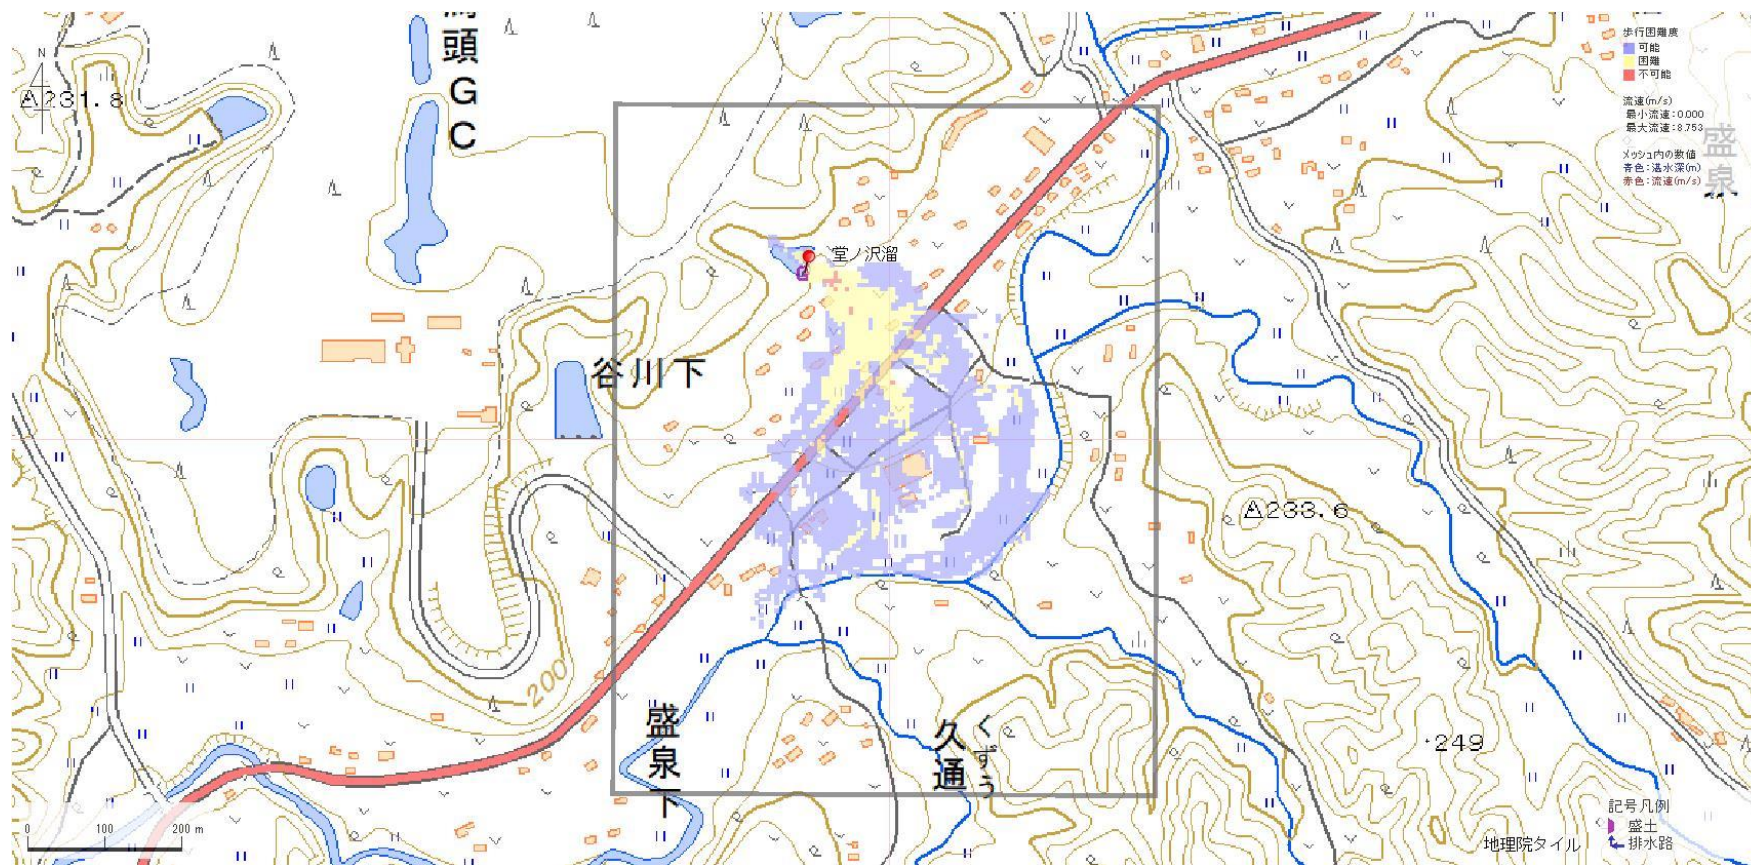 頭GC
N
231.8
歩行困難度
可能
困難
不可能
流速(m/s)
最小流速:0.000
最大流速:8.753
メッシュ内の数値
青色:湛水深(m)
赤色:流速(m/s)
盛泉
堂ノ沢溜
谷川下
233.6
200
盛泉下
久通
くずう
・249
0 100 200 m
記号凡例
盛土
排水路
地理院タイル